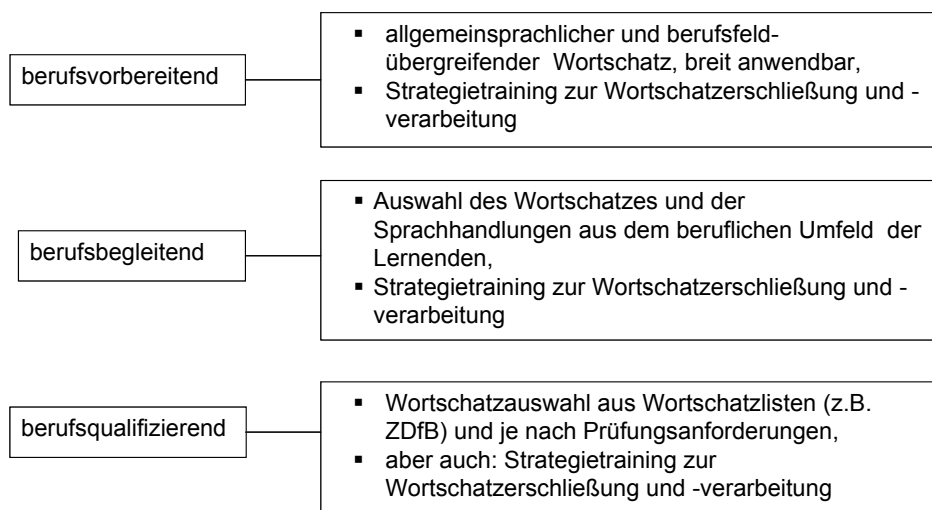 berufsvorbereitend
▪ allgemeinsprachlicher und berufsfeld-
übergreifender Wortschatz, breit anwendbar,
▪ Strategietraining zur Wortschatzerschließung und -
verarbeitung
berufsbegleitend
▪ Auswahl des Wortschatzes und der
Sprachhandlungen aus dem beruflichen Umfeld der
Lernenden,
▪ Strategietraining zur Wortschatzerschließung und -
verarbeitung
berufsqualifizierend
▪ Wortschatzauswahl aus Wortschatzlisten (z.B.
ZDfB) und je nach Prüfungsanforderungen,
▪ aber auch: Strategietraining zur
Wortschatzerschließung und -verarbeitung